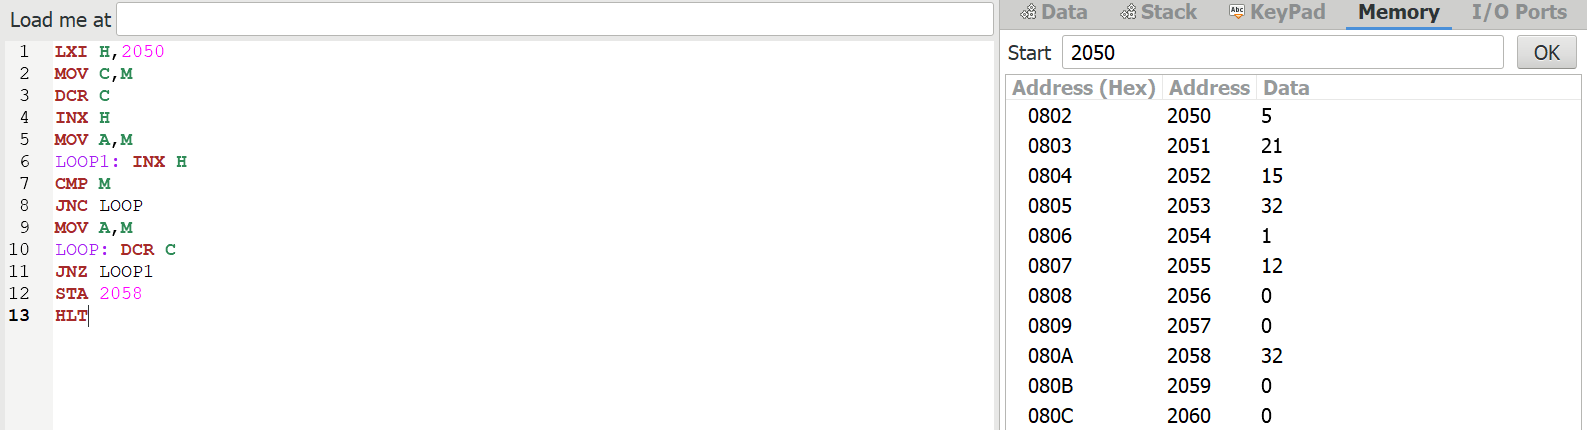 Load me at
1 LXI H,2050
2 MOV C,M
3 DCR C
4 INX H
5 MOV A,M
6 LOOP1: INX H
7 CMP M
8 JNC LOOP
9 MOV A,M
10 LOOP: DCR C
11 JNZ LOOP1
12 STA 2058
13 HLT
Data Stack Abc KeyPad Memory I/O Ports
Start 2050 OK
Address (Hex) Address Data
0802 2050 5
0803 2051 21
0804 2052 15
0805 2053 32
0806 2054 1
0807 2055 12
0808 2056 0
0809 2057 0
080A 2058 32
080B 2059 0
080C 2060 0